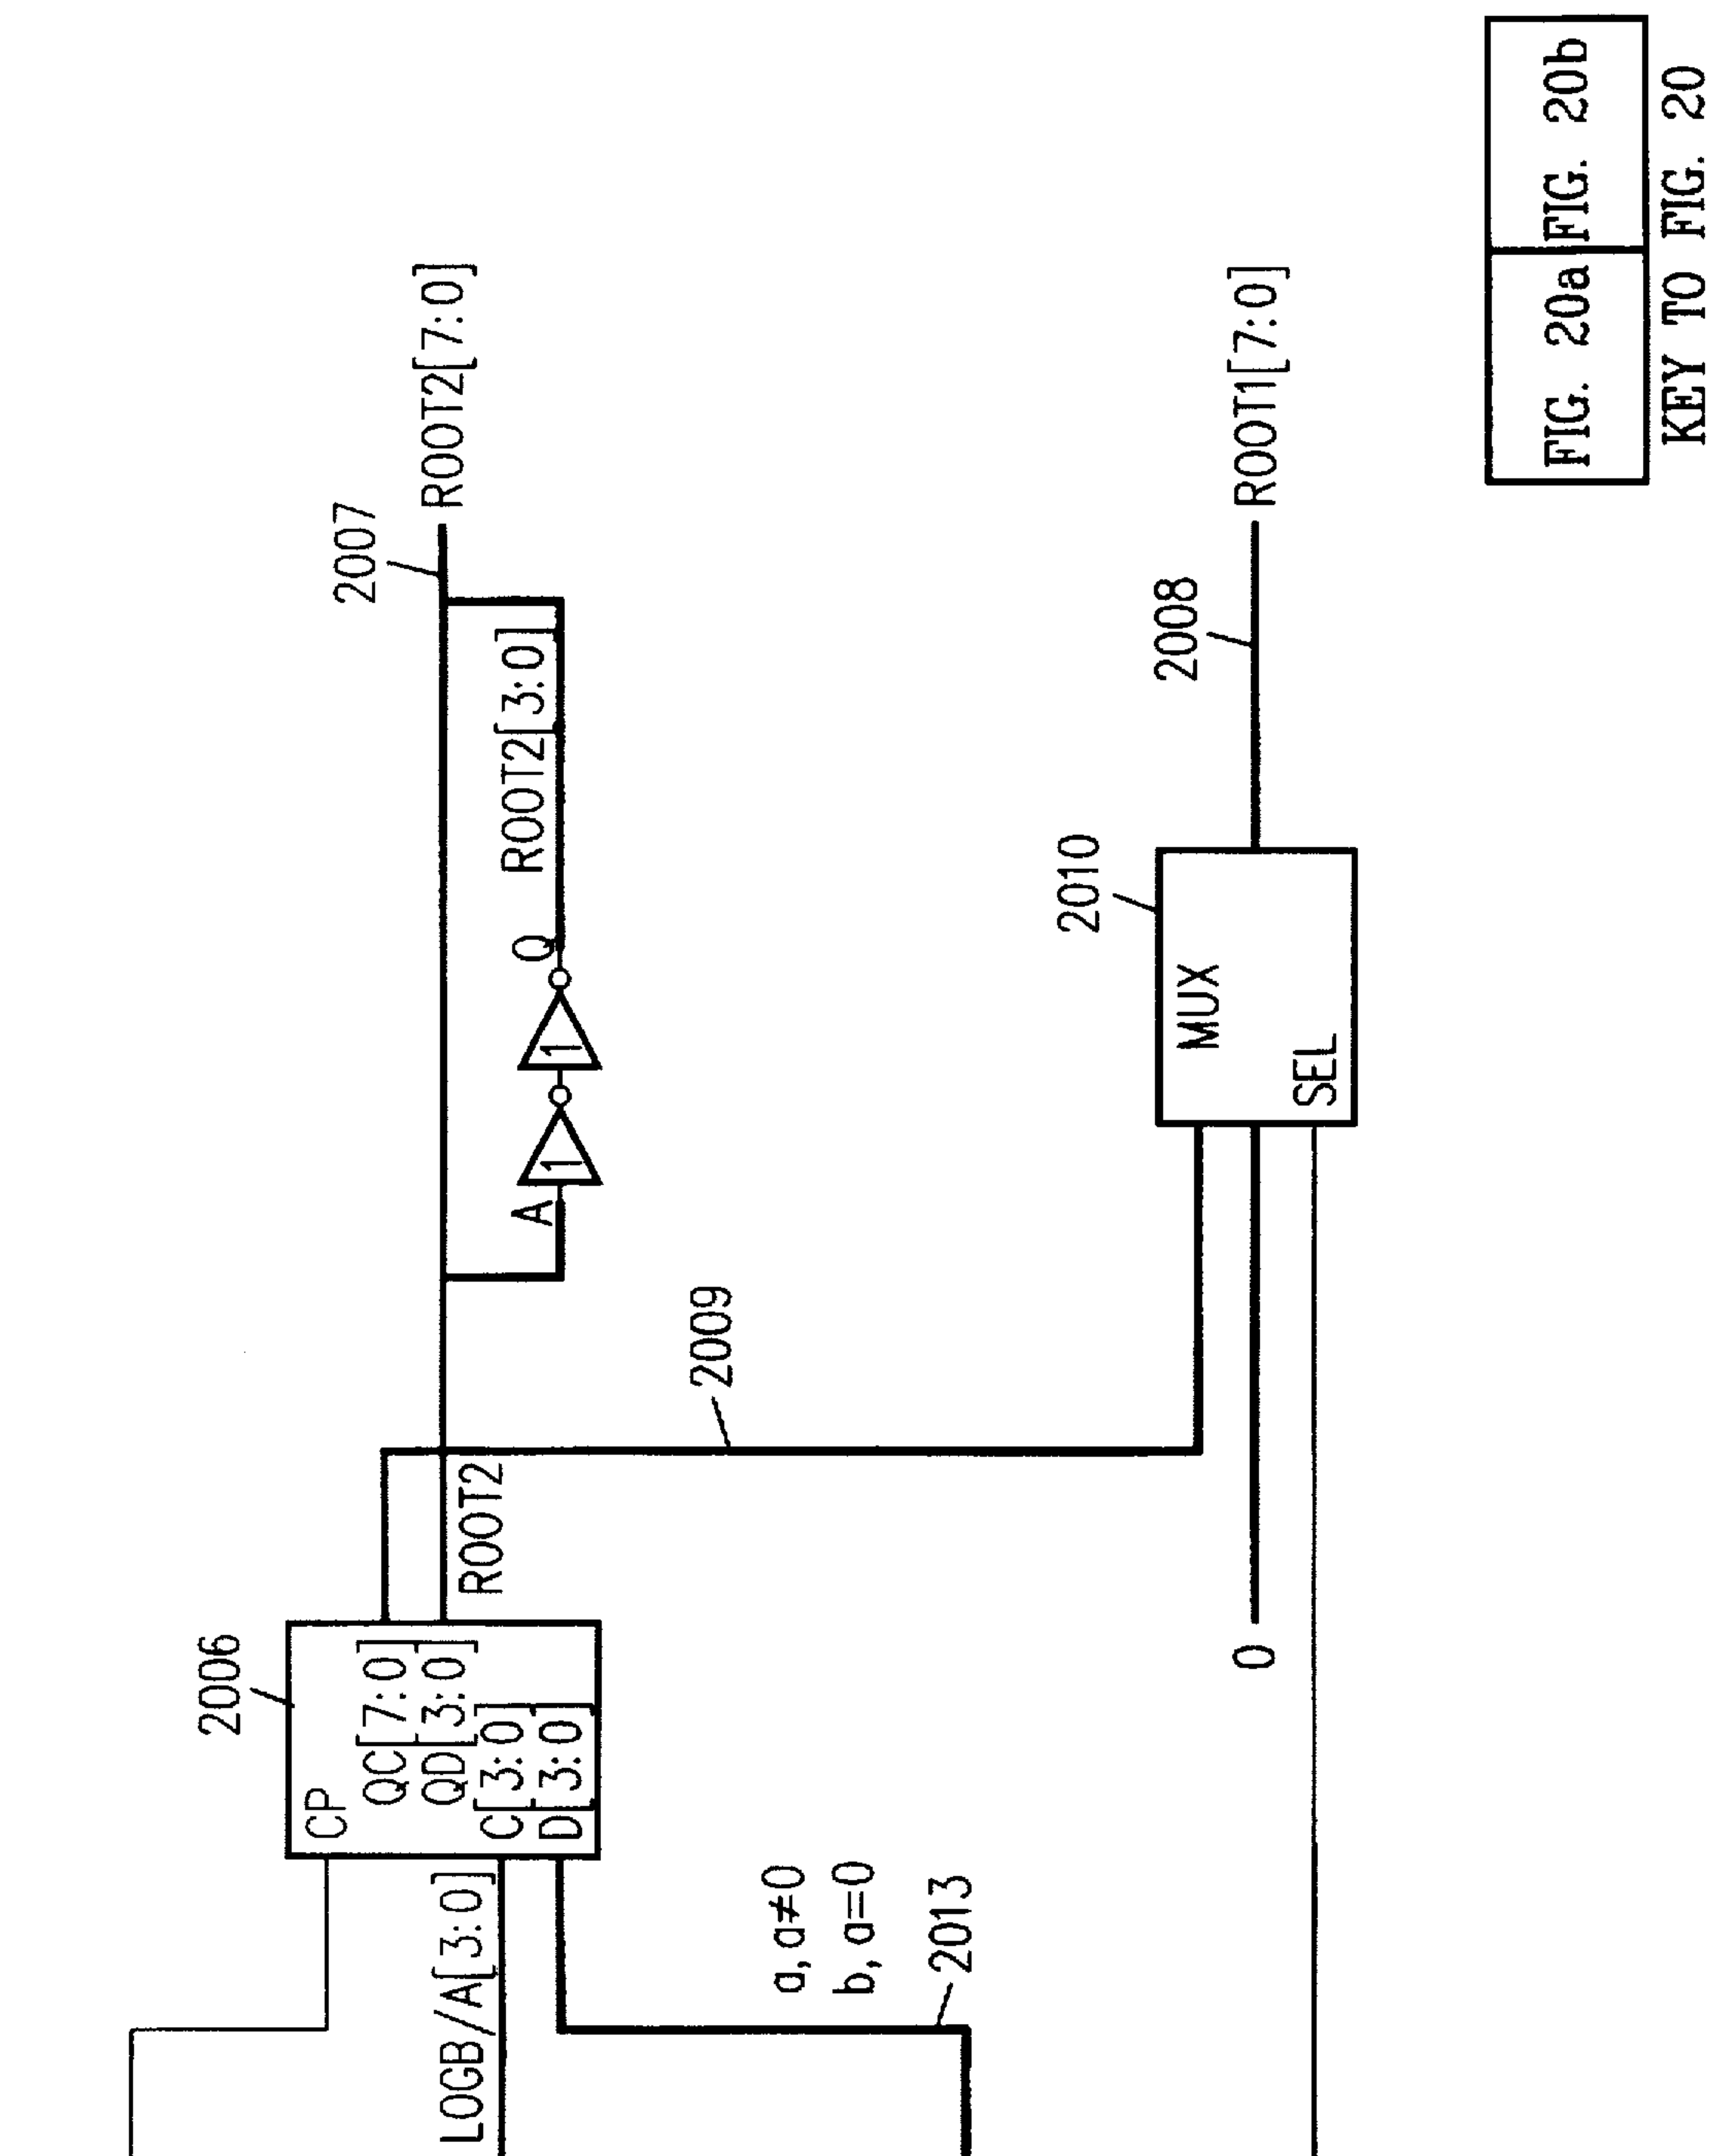 2006
CP
QC[7:0]
QD[3:0]
C[3:0]
D[3:0]
LOGB/A[3:0]
ROOT2
2007
ROOT2[7:0]
A
1
1
Q
ROOT2[3:0]
2009
a, a≠0
b, a=0
2013
0
2010
MUX
SEL
2008
ROOT1[7:0]
FIG. 20a
FIG. 20b
KEY TO FIG. 20